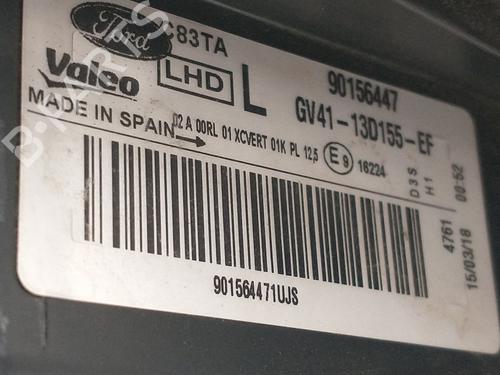 Ford C83TA
Valeo LHD L 90156447
GV41-13D155-EF
MADE IN SPAIN 02 A 00RL 01 XCVERT 01K PL 12,5 E9 16224
D3S H1
4761 00:52
15/03/18
901564471UJS
B-PARTS